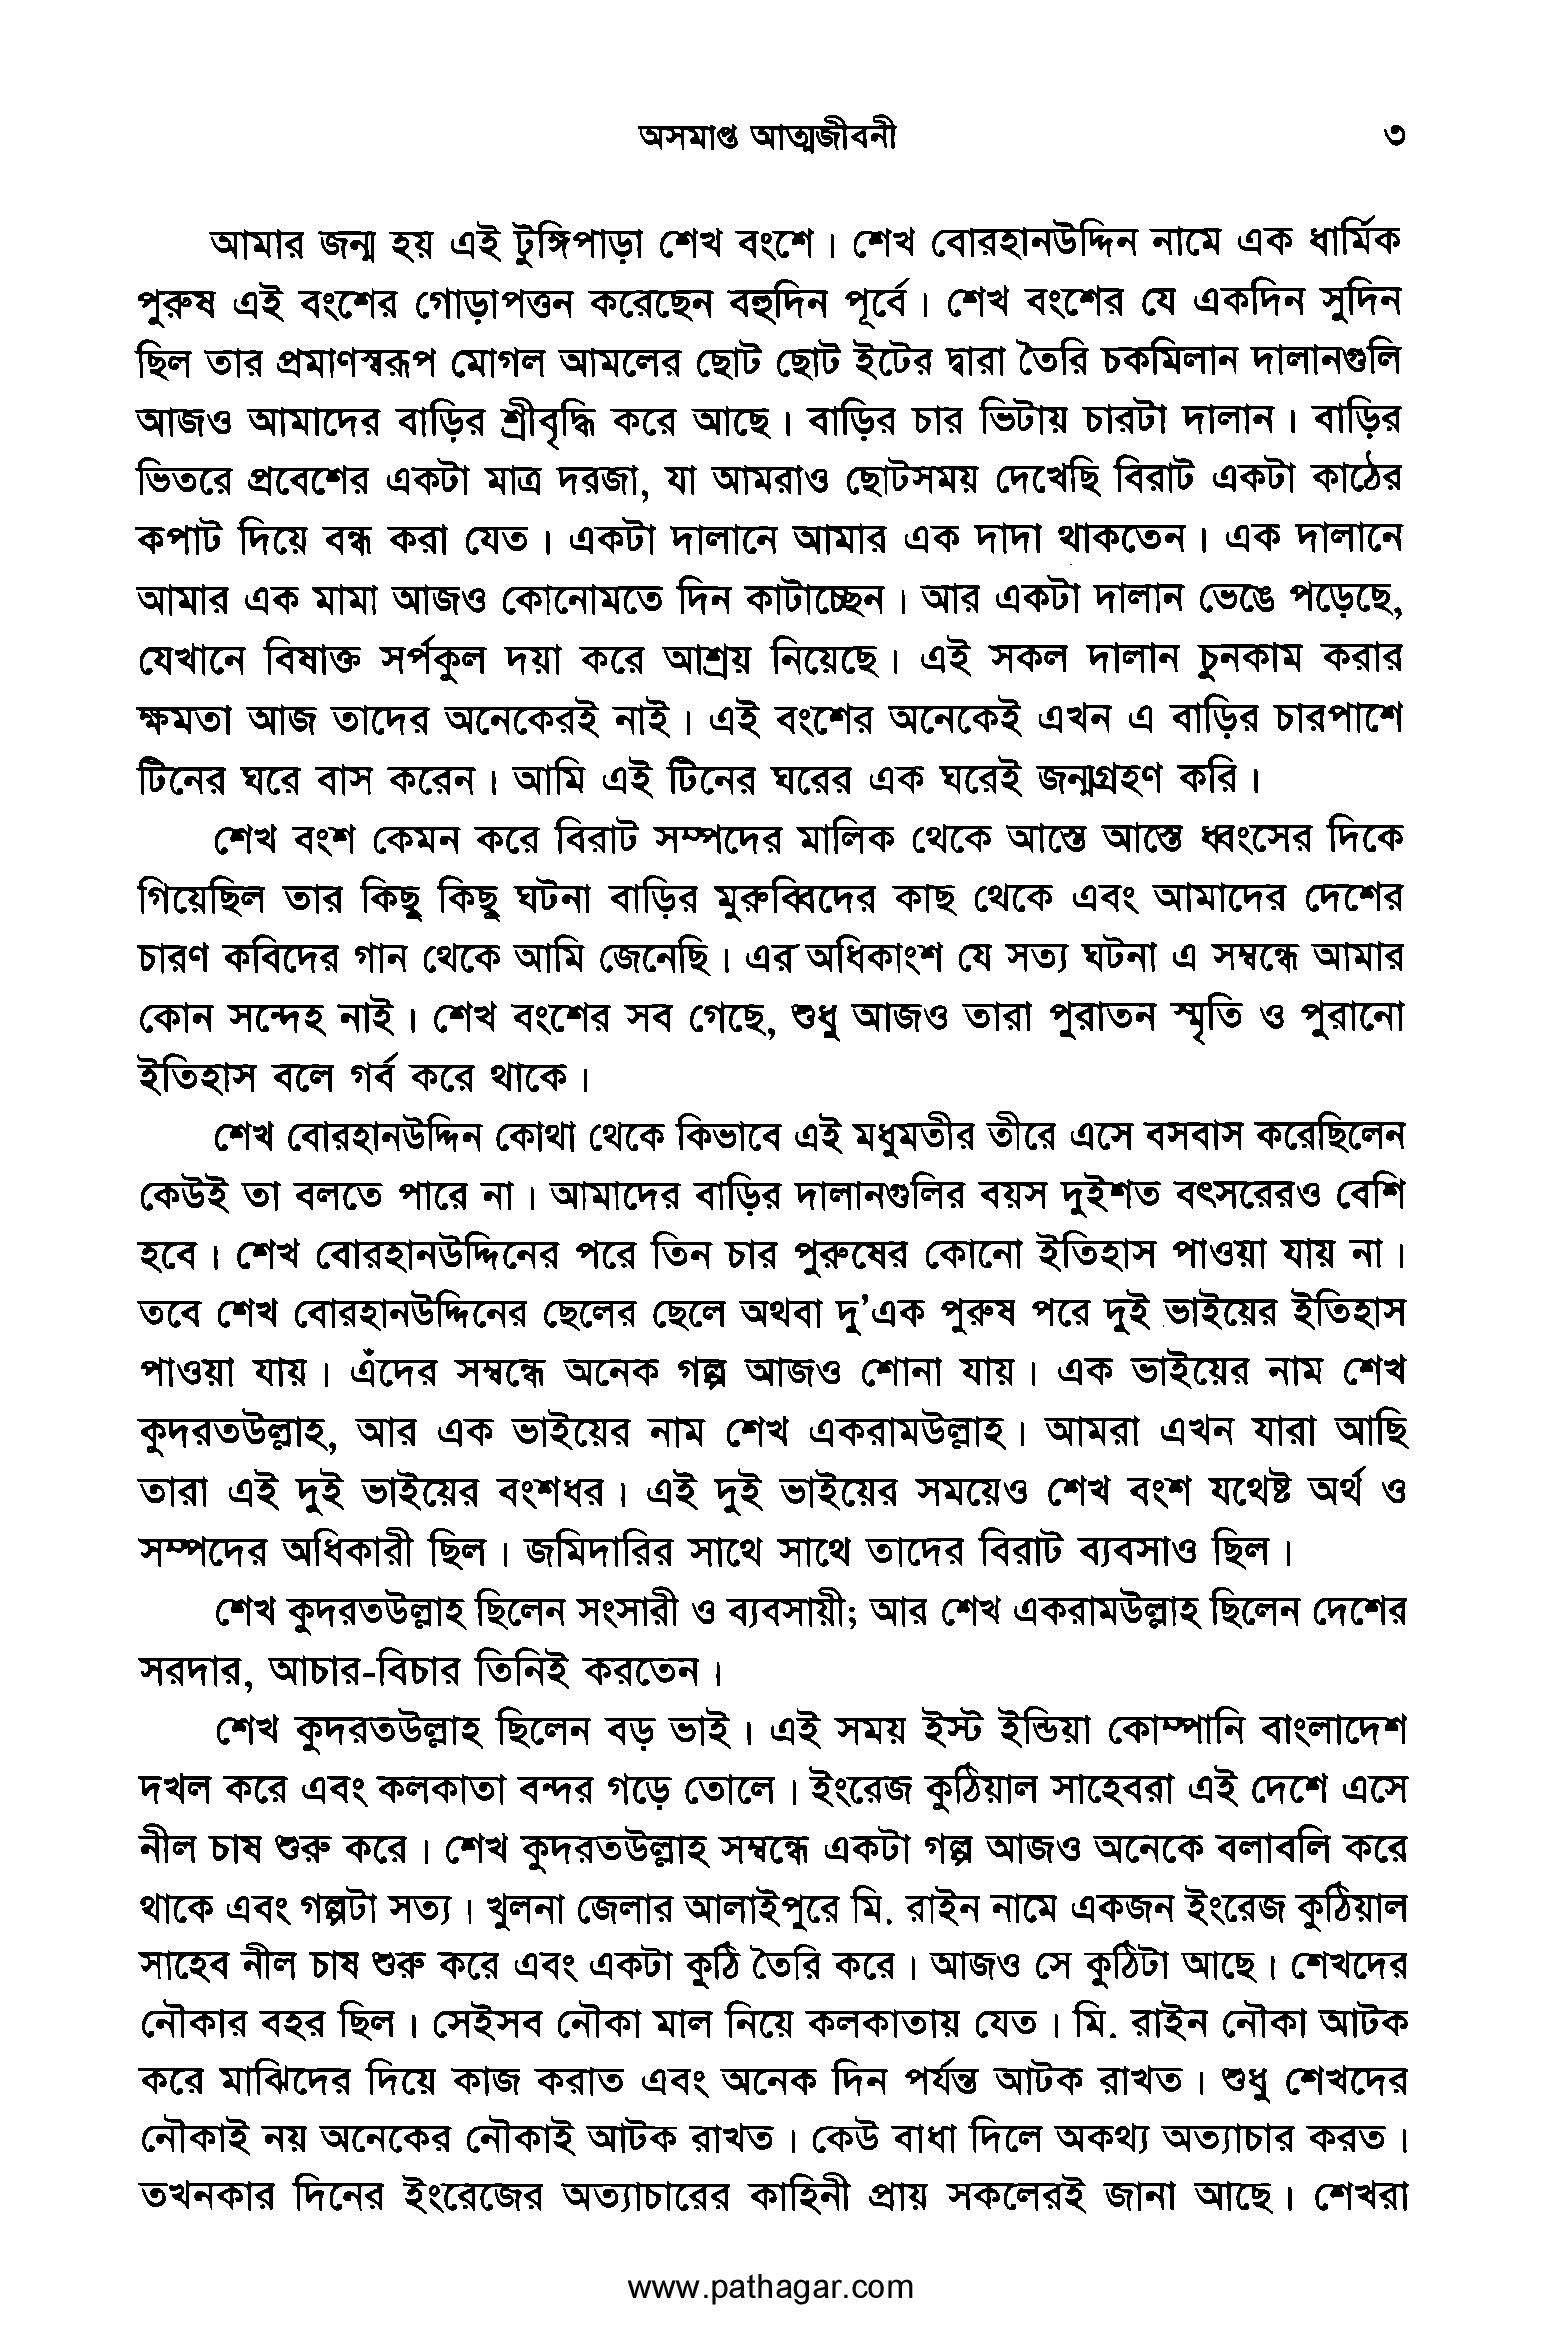 অসমাপ্ত আত্মজীবনী ৩
আমার জন্ম হয় এই টুঙ্গিপাড়া শেখ বংশে। শেখ বোরহানউদ্দিন নামে এক ধার্মিক
পুরুষ এই বংশের গোড়াপত্তন করেছেন বহুদিন পূর্বে। শেখ বংশের যে একদিন সুদিন
ছিল তার প্রমাণস্বরূপ মোগল আমলের ছোট ছোট ইটের দ্বারা তৈরি চকমিলান দালানগুলি
আজও আমাদের বাড়ির শ্রীবৃদ্ধি করে আছে। বাড়ির চার ভিটায় চারটা দালান। বাড়ির
ভিতরে প্রবেশের একটা মাত্র দরজা, যা আমরাও ছোটসময় দেখেছি বিরাট একটা কাঠের
কপাট দিয়ে বন্ধ করা যেত। একটা দালানে আমার এক দাদা থাকতেন। এক দালানে
আমার এক মামা আজও কোনোমতে দিন কাটাচ্ছেন। আর একটা দালান ভেঙে পড়েছে,
যেখানে বিষাক্ত সর্পকুল দয়া করে আশ্রয় নিয়েছে। এই সকল দালান চুনকাম করার
ক্ষমতা আজ তাদের অনেকেরই নাই। এই বংশের অনেকেই এখন এ বাড়ির চারপাশে
টিনের ঘরে বাস করেন। আমি এই টিনের ঘরের এক ঘরেই জন্মগ্রহণ করি।
শেখ বংশ কেমন করে বিরাট সম্পদের মালিক থেকে আস্তে আস্তে ধ্বংসের দিকে
গিয়েছিল তার কিছু কিছু ঘটনা বাড়ির মুরুব্বিদের কাছ থেকে এবং আমাদের দেশের
চারণ কবিদের গান থেকে আমি জেনেছি। এর অধিকাংশ যে সত্য ঘটনা এ সম্বন্ধে আমার
কোন সন্দেহ নাই। শেখ বংশের সব গেছে, শুধু আজও তারা পুরাতন স্মৃতি ও পুরানো
ইতিহাস বলে গর্ব করে থাকে।
শেখ বোরহানউদ্দিন কোথা থেকে কিভাবে এই মধুমতীর তীরে এসে বসবাস করেছিলেন
কেউই তা বলতে পারে না। আমাদের বাড়ির দালানগুলির বয়স দুইশত বৎসরেরও বেশি
হবে। শেখ বোরহানউদ্দিনের পরে তিন চার পুরুষের কোনো ইতিহাস পাওয়া যায় না।
তবে শেখ বোরহানউদ্দিনের ছেলের ছেলে অথবা দু’এক পুরুষ পরে দুই ভাইয়ের ইতিহাস
পাওয়া যায়। এঁদের সম্বন্ধে অনেক গল্প আজও শোনা যায়। এক ভাইয়ের নাম শেখ
কুদরতউল্লাহ, আর এক ভাইয়ের নাম শেখ একরামউল্লাহ। আমরা এখন যারা আছি
তারা এই দুই ভাইয়ের বংশধর। এই দুই ভাইয়ের সময়েও শেখ বংশ যথেষ্ট অর্থ ও
সম্পদের অধিকারী ছিল। জমিদারির সাথে সাথে তাদের বিরাট ব্যবসাও ছিল।
শেখ কুদরতউল্লাহ ছিলেন সংসারী ও ব্যবসায়ী; আর শেখ একরামউল্লাহ ছিলেন দেশের
সরদার, আচার-বিচার তিনিই করতেন।
শেখ কুদরতউল্লাহ ছিলেন বড় ভাই। এই সময় ইস্ট ইন্ডিয়া কোম্পানি বাংলাদেশ
দখল করে এবং কলকাতা বন্দর গড়ে তোলে। ইংরেজ কুঠিয়াল সাহেবরা এই দেশে এসে
নীল চাষ শুরু করে। শেখ কুদরতউল্লাহ সম্বন্ধে একটা গল্প আজও অনেকে বলাবলি করে
থাকে এবং গল্পটা সত্য। খুলনা জেলার আলাইপুরে মি. রাইন নামে একজন ইংরেজ কুঠিয়াল
সাহেব নীল চাষ শুরু করে এবং একটা কুঠি তৈরি করে। আজও সে কুঠিটা আছে। শেখদের
নৌকার বহর ছিল। সেইসব নৌকা মাল নিয়ে কলকাতায় যেত। মি. রাইন নৌকা আটক
করে মাঝিদের দিয়ে কাজ করাত এবং অনেক দিন পর্যন্ত আটক রাখত। শুধু শেখদের
নৌকাই নয় অনেকের নৌকাই আটক রাখত। কেউ বাধা দিলে অকথ্য অত্যাচার করত।
তখনকার দিনের ইংরেজের অত্যাচারের কাহিনী প্রায় সকলেরই জানা আছে। শেখরা
www.pathagar.com